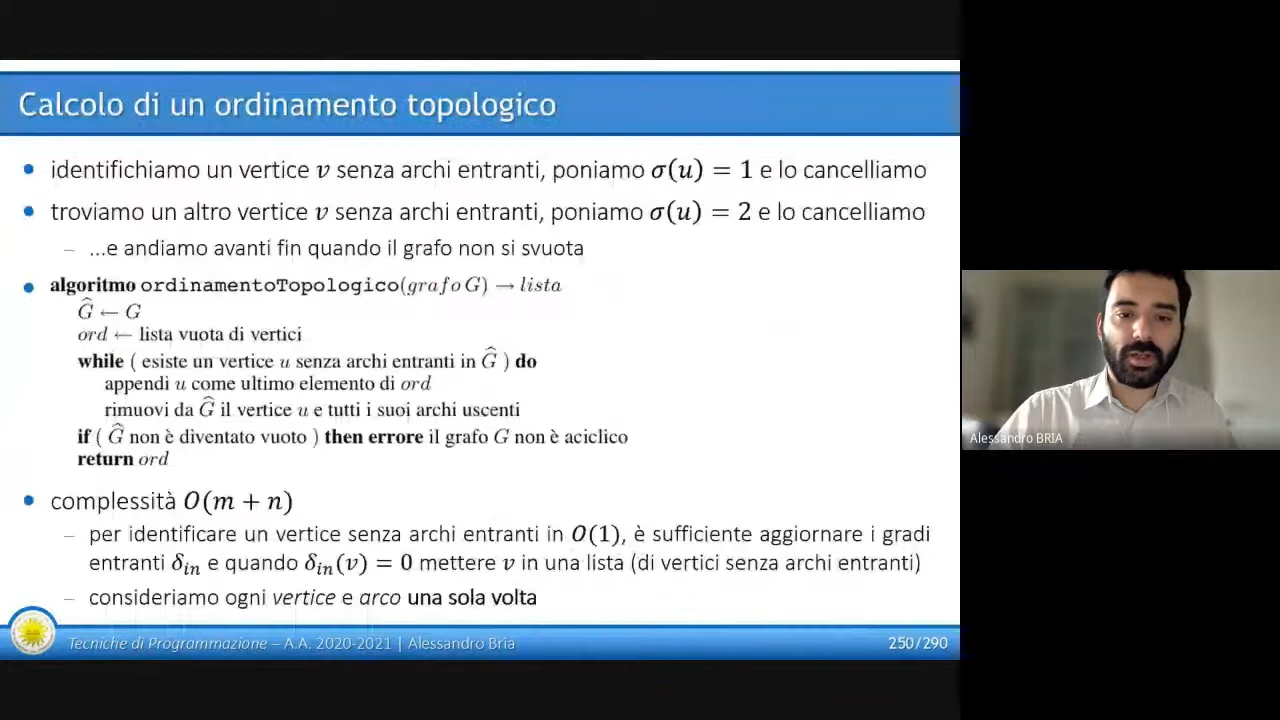 Calcolo di un ordinamento topologico
• identifichiamo un vertice v senza archi entranti, poniamo σ(u) = 1 e lo cancelliamo
• troviamo un altro vertice v senza archi entranti, poniamo σ(u) = 2 e lo cancelliamo
– ...e andiamo avanti fin quando il grafo non si svuota
• algoritmo ordinamentoTopologico(grafo G) → lista
Ĝ ← G
ord ← lista vuota di vertici
while ( esiste un vertice u senza archi entranti in Ĝ ) do
appendi u come ultimo elemento di ord
rimuovi da Ĝ il vertice u e tutti i suoi archi uscenti
if ( Ĝ non è diventato vuoto ) then errore il grafo G non è aciclico
return ord
• complessità O(m + n)
– per identificare un vertice senza archi entranti in O(1), è sufficiente aggiornare i gradi
entranti δin e quando δin(v) = 0 mettere v in una lista (di vertici senza archi entranti)
– consideriamo ogni vertice e arco una sola volta
Tecniche di Programmazione – A.A. 2020-2021 | Alessandro Bria
250/290
Alessandro BRIA